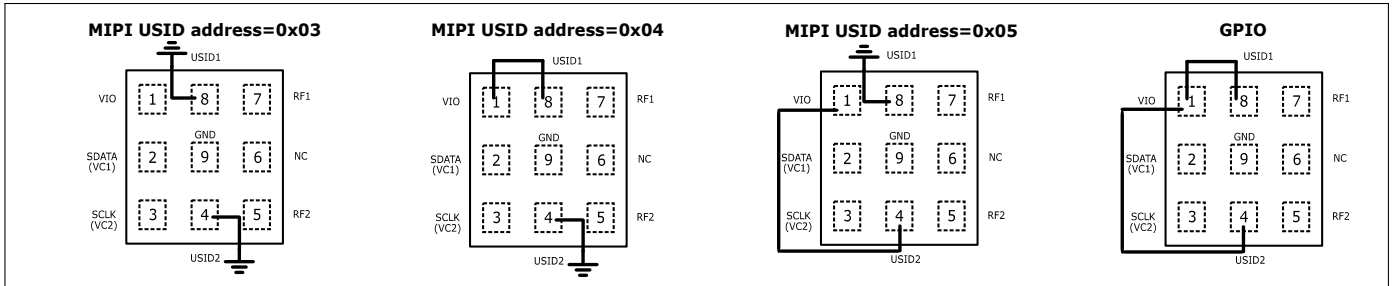 MIPI USID address=0x03
USID1
VIO
1
8
7
RF1
GND
SDATA
(VC1)
2
9
6
NC
SCLK
(VC2)
3
4
5
RF2
USID2
MIPI USID address=0x04
USID1
VIO
1
8
7
RF1
GND
SDATA
(VC1)
2
9
6
NC
SCLK
(VC2)
3
4
5
RF2
USID2
MIPI USID address=0x05
USID1
VIO
1
8
7
RF1
GND
SDATA
(VC1)
2
9
6
NC
SCLK
(VC2)
3
4
5
RF2
USID2
GPIO
USID1
VIO
1
8
7
RF1
GND
SDATA
(VC1)
2
9
6
NC
SCLK
(VC2)
3
4
5
RF2
USID2